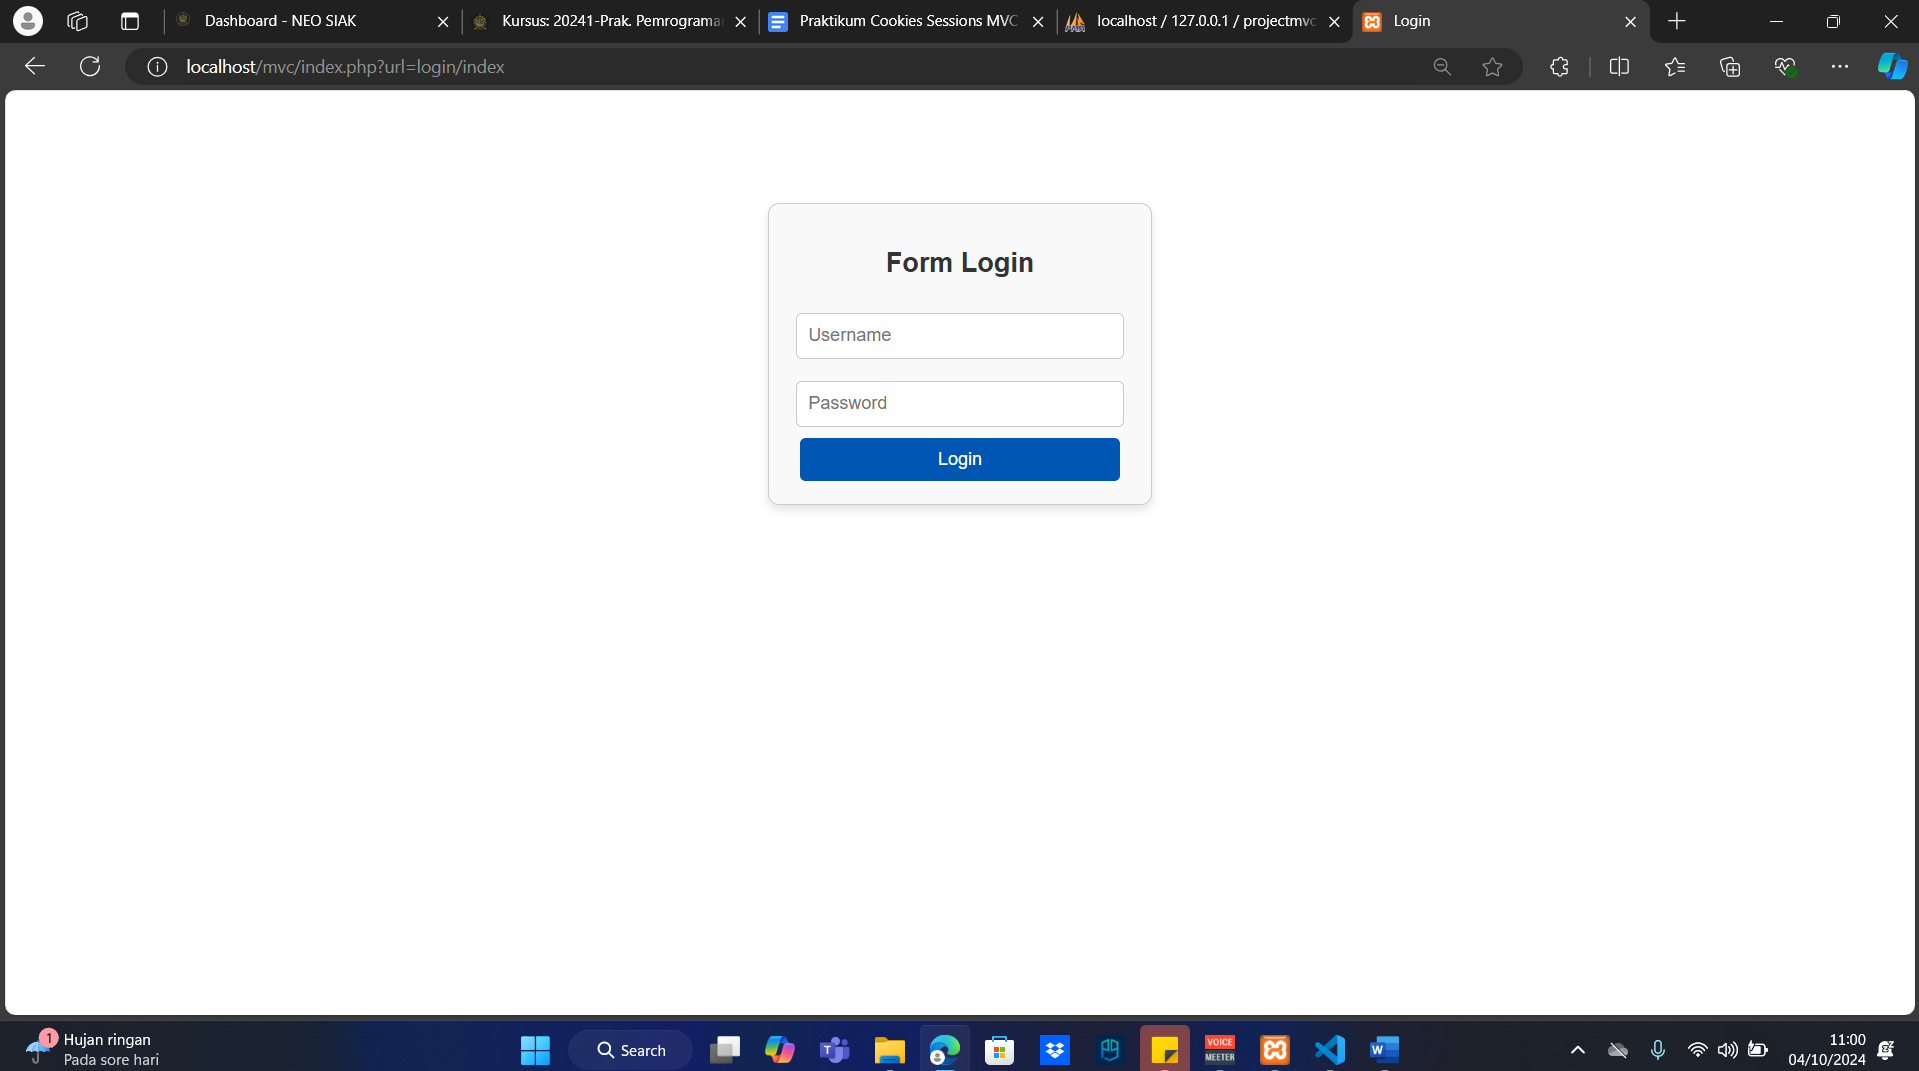 Dashboard - NEO SIAK
Kursus: 20241-Prak. Pemrograma
Praktikum Cookies Sessions MVC
localhost / 127.0.0.1 / projectmvc
Login
localhost/mvc/index.php?url=login/index
Form Login
Username
Password
Login
1
Hujan ringan
Pada sore hari
Search
VOICE
MEETER
11:00
04/10/2024